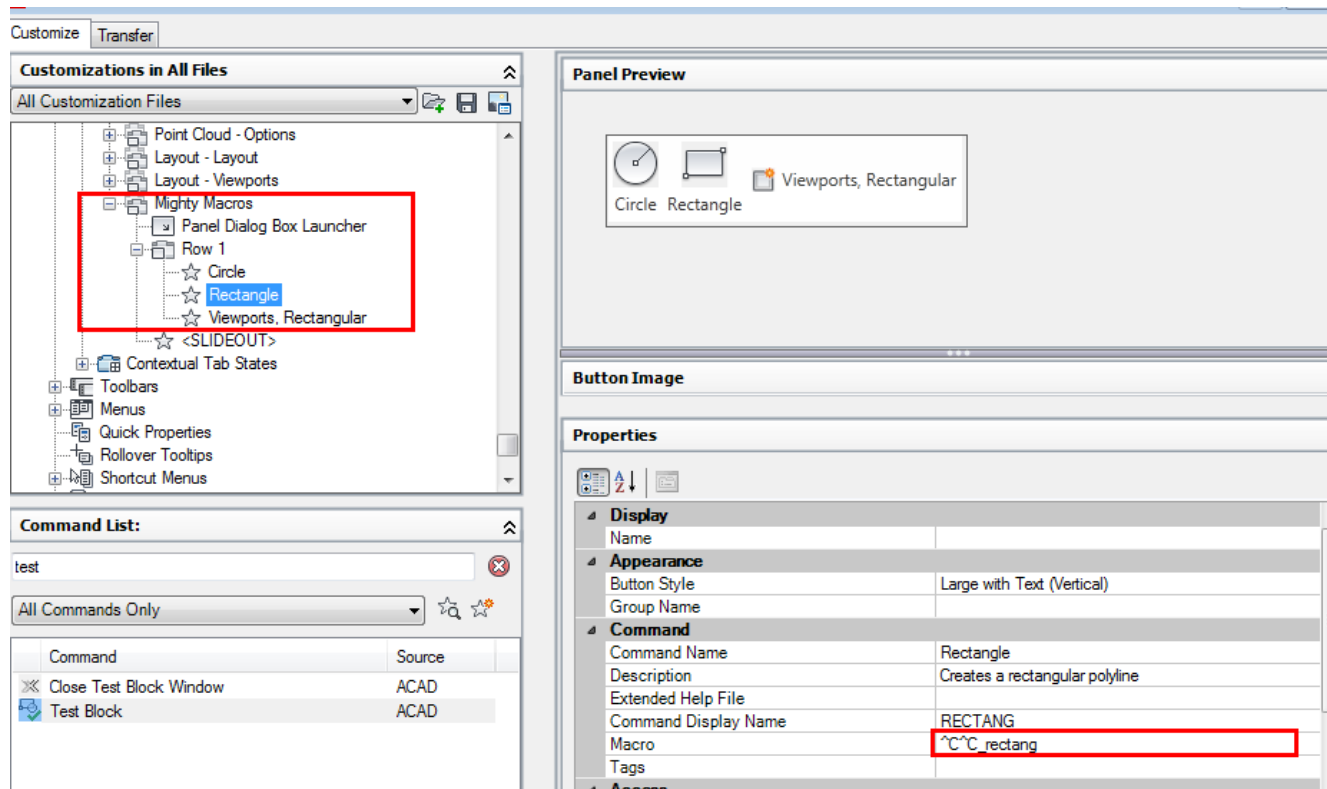 Customize Transfer
Customizations in All Files
All Customization Files
Point Cloud - Options
Layout - Layout
Layout - Viewports
Mighty Macros
Panel Dialog Box Launcher
Row 1
Circle
Rectangle
Viewports, Rectangular
<SLIDEOUT>
Contextual Tab States
Toolbars
Menus
Quick Properties
Rollover Tooltips
Shortcut Menus
Command List:
test
All Commands Only
Command Source
Close Test Block Window ACAD
Test Block ACAD
Panel Preview
Viewports, Rectangular
Circle Rectangle
Button Image
Properties
Display
Name
Appearance
Button Style Large with Text (Vertical)
Group Name
Command
Command Name Rectangle
Description Creates a rectangular polyline
Extended Help File
Command Display Name RECTANG
Macro ^C^C_rectang
Tags
Access